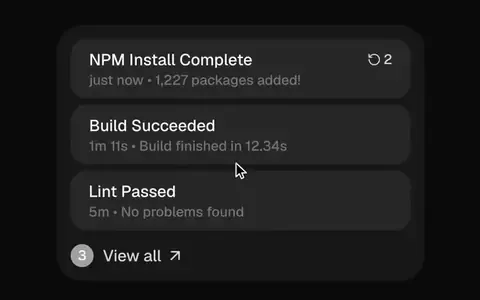 NPM Install Complete 2
just now • 1,227 packages added!
Build Succeeded
1m 11s • Build finished in 12.34s
Lint Passed
5m • No problems found
3 View all